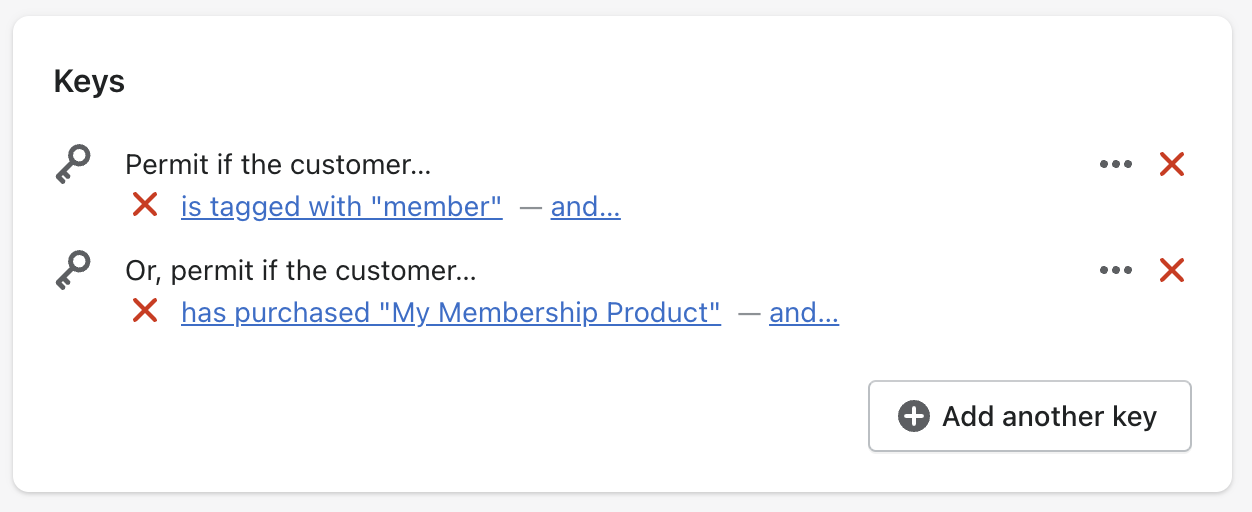 Keys
Permit if the customer...
is tagged with "member" — and...
Or, permit if the customer...
has purchased "My Membership Product" — and...
Add another key